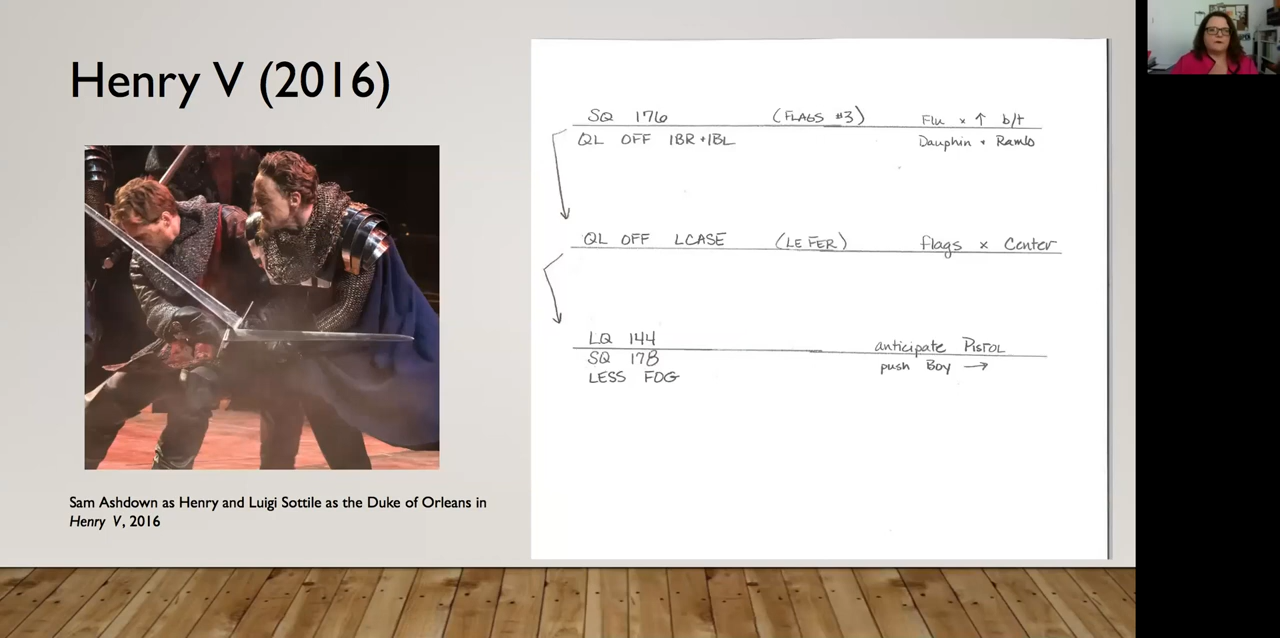 Henry V (2016)
SQ 176 (FLAGS #3) Flu x ↑ b/t
QL OFF 1BR + 1BL Dauphin + Rambo
QL OFF LCASE (LE FER) flags x Center
LQ 144 anticipate PISTOL
SQ 178 push Boy →
LESS FOG
Sam Ashdown as Henry and Luigi Sottile as the Duke of Orleans in
Henry V, 2016